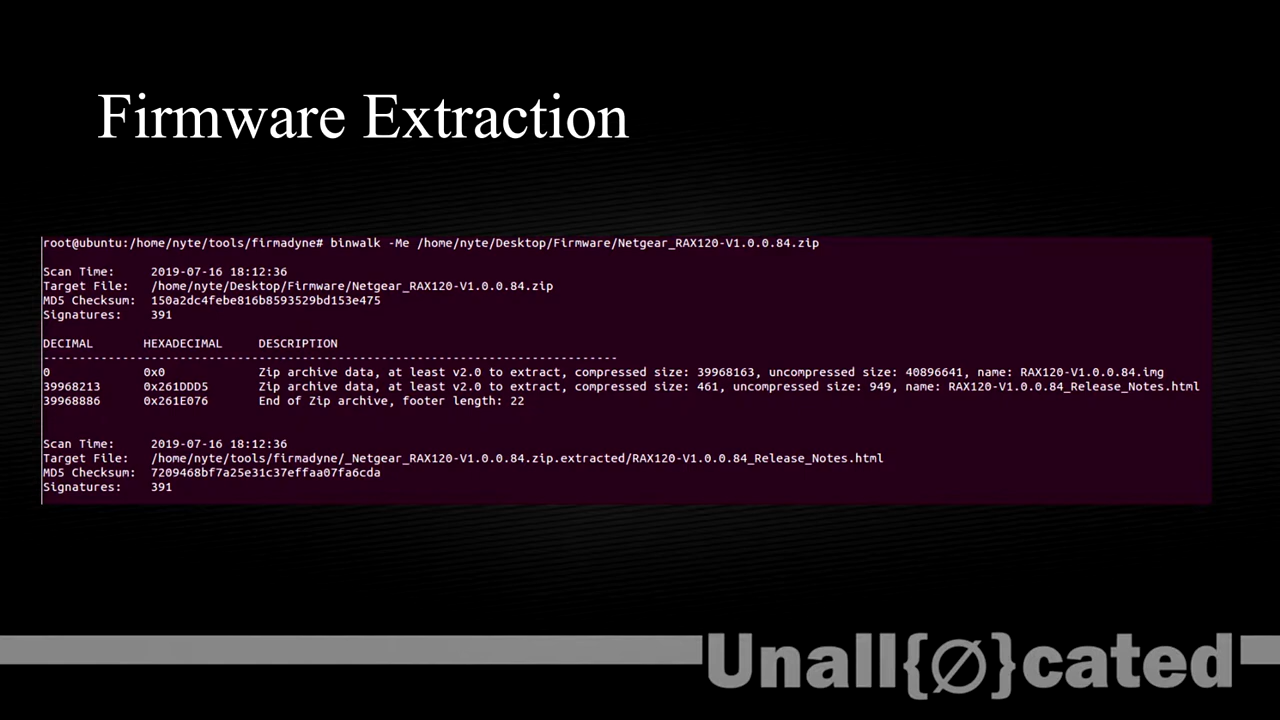 Firmware Extraction
root@ubuntu:/home/nyte/tools/firmadyne# binwalk -Me /home/nyte/Desktop/Firmware/Netgear_RAX120-V1.0.0.84.zip
Scan Time: 2019-07-16 18:12:36
Target File: /home/nyte/Desktop/Firmware/Netgear_RAX120-V1.0.0.84.zip
MD5 Checksum: 150a2dc4febe816b8593529bd153e475
Signatures: 391
DECIMAL HEXADECIMAL DESCRIPTION
--------------------------------------------------------------------------------
0 0x0 Zip archive data, at least v2.0 to extract, compressed size: 39968163, uncompressed size: 40896641, name: RAX120-V1.0.0.84.img
39968213 0x261DDD5 Zip archive data, at least v2.0 to extract, compressed size: 461, uncompressed size: 949, name: RAX120-V1.0.0.84_Release_Notes.html
39968886 0x261E076 End of Zip archive, footer length: 22
Scan Time: 2019-07-16 18:12:36
Target File: /home/nyte/tools/firmadyne/_Netgear_RAX120-V1.0.0.84.zip.extracted/RAX120-V1.0.0.84_Release_Notes.html
MD5 Checksum: 7209468bf7a25e31c37effaa07fa6cda
Signatures: 391
Unall{Ø}cated